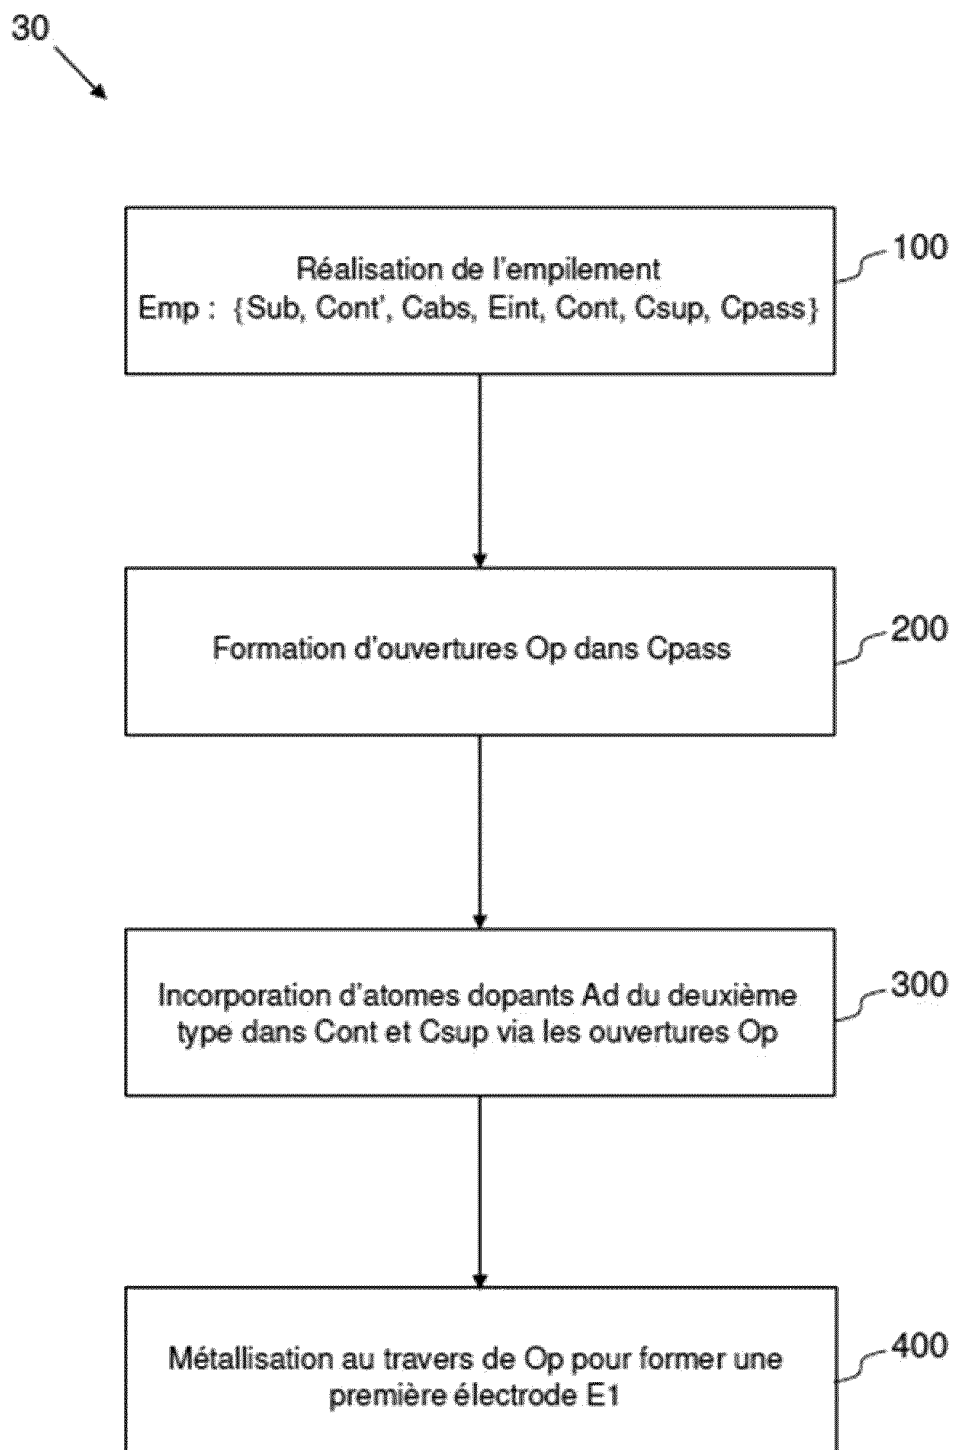 30
Réalisation de l'empilement
Emp : {Sub, Cont', Cabs, Eint, Cont, Csup, Cpass}
100
Formation d'ouvertures Op dans Cpass
200
Incorporation d'atomes dopants Ad du deuxième
type dans Cont et Csup via les ouvertures Op
300
Métallisation au travers de Op pour former une
première électrode E1
400